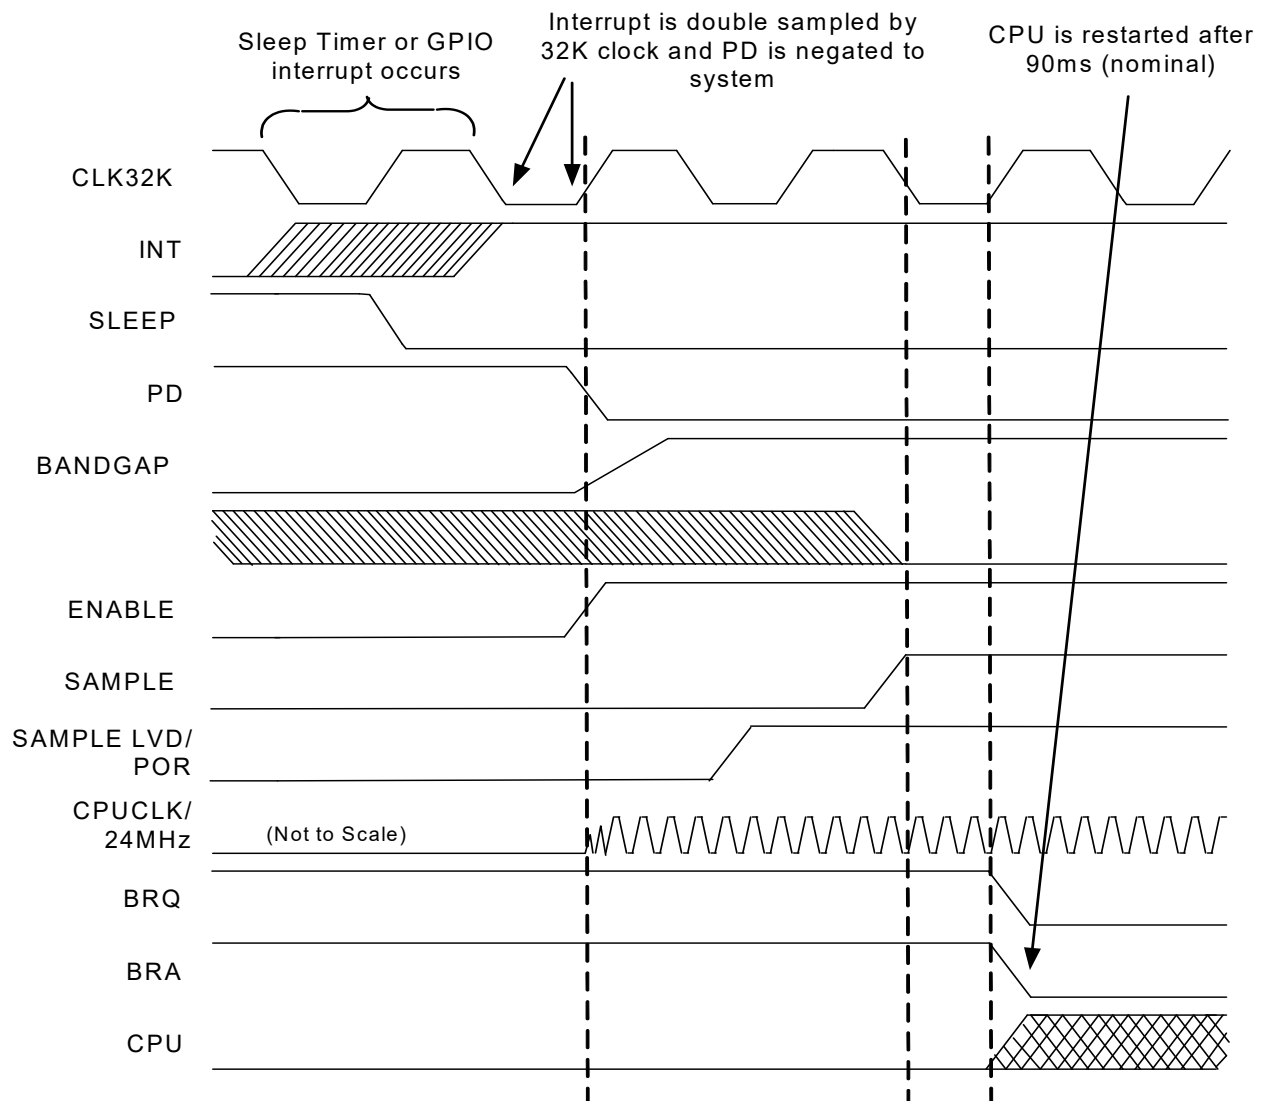 Sleep Timer or GPIO
interrupt occurs
Interrupt is double sampled by
32K clock and PD is negated to
system
CPU is restarted after
90ms (nominal)
CLK32K
INT
SLEEP
PD
BANDGAP
ENABLE
SAMPLE
SAMPLE LVD/
POR
CPUCLK/
24MHz
(Not to Scale)
BRQ
BRA
CPU